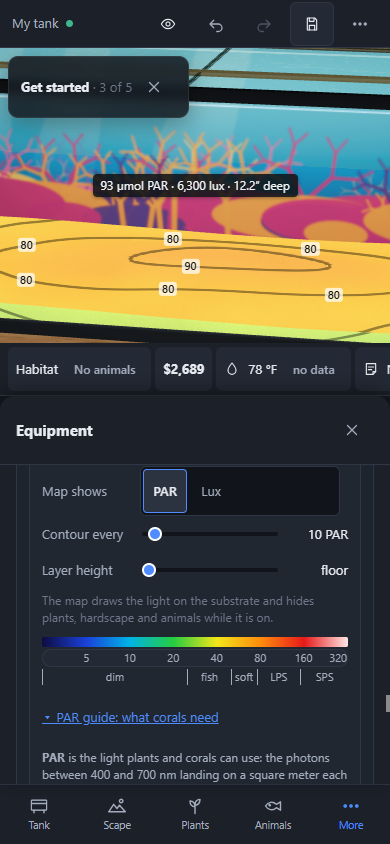 My tank
Get started · 3 of 5
93 µmol PAR · 6,300 lux · 12.2″ deep
80
80
80
90
80
80
80
Habitat No animals
$2,689
78 °F no data
Equipment
Map shows PAR Lux
Contour every 10 PAR
Layer height floor
The map draws the light on the substrate and hides
plants, hardscape and animals while it is on.
5 10 20 40 80 160 320
dim fish soft LPS SPS
PAR guide: what corals need
PAR is the light plants and corals can use: the photons
between 400 and 700 nm landing on a square meter each
Tank Scape Plants Animals More